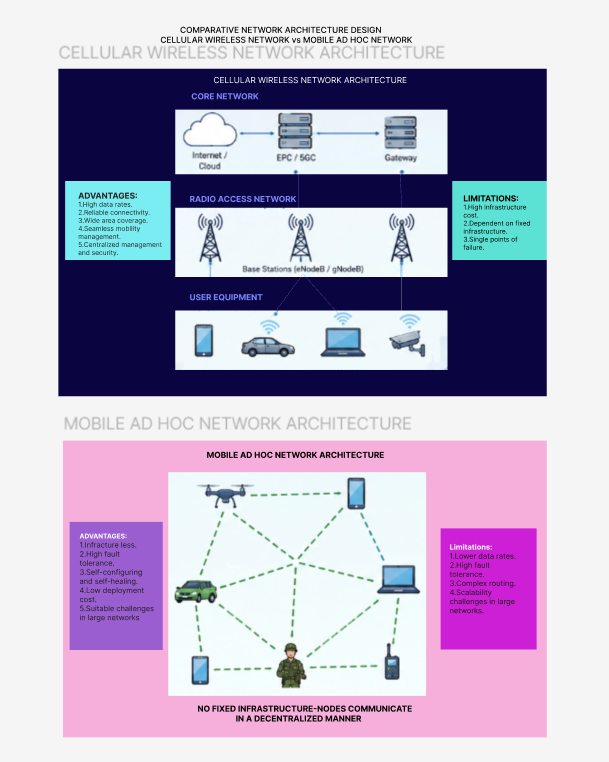 COMPARATIVE NETWORK ARCHITECTURE DESIGN
CELLULAR WIRELESS NETWORK vs MOBILE AD HOC NETWORK
CELLULAR WIRELESS NETWORK ARCHITECTURE
CELLULAR WIRELESS NETWORK ARCHITECTURE
CORE NETWORK
Internet /
Cloud
EPC / 5GC
Gateway
ADVANTAGES:
1.High data rates.
2.Reliable connectivity.
3.Wide area coverage.
4.Seamless mobility
management.
5.Centralized management
and security.
RADIO ACCESS NETWORK
Base Stations (eNodeB / gNodeB)
LIMITATIONS:
1.High infrastructure
cost.
2.Dependent on fixed
infrastructure.
3.Single points of
failure.
USER EQUIPMENT
MOBILE AD HOC NETWORK ARCHITECTURE
MOBILE AD HOC NETWORK ARCHITECTURE
ADVANTAGES:
1.Infracture less.
2.High fault
tolerance.
3.Self-configuring
and self-healing.
4.Low deployment
cost.
5.Suitable challenges
in large networks
Limitations:
1.Lower data rates.
2.High fault
tolerance.
3.Complex routing.
4.Scalability
challenges in large
networks.
NO FIXED INFRASTRUCTURE-NODES COMMUNICATE
IN A DECENTRALIZED MANNER